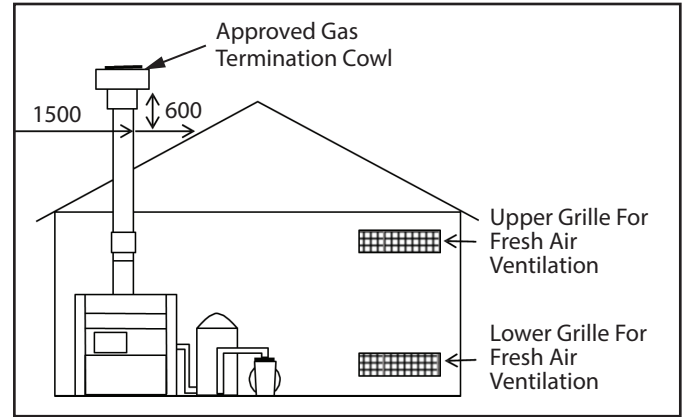 Approved Gas
Termination Cowl
1500
600
Upper Grille For
Fresh Air
Ventilation
Lower Grille For
Fresh Air
Ventilation